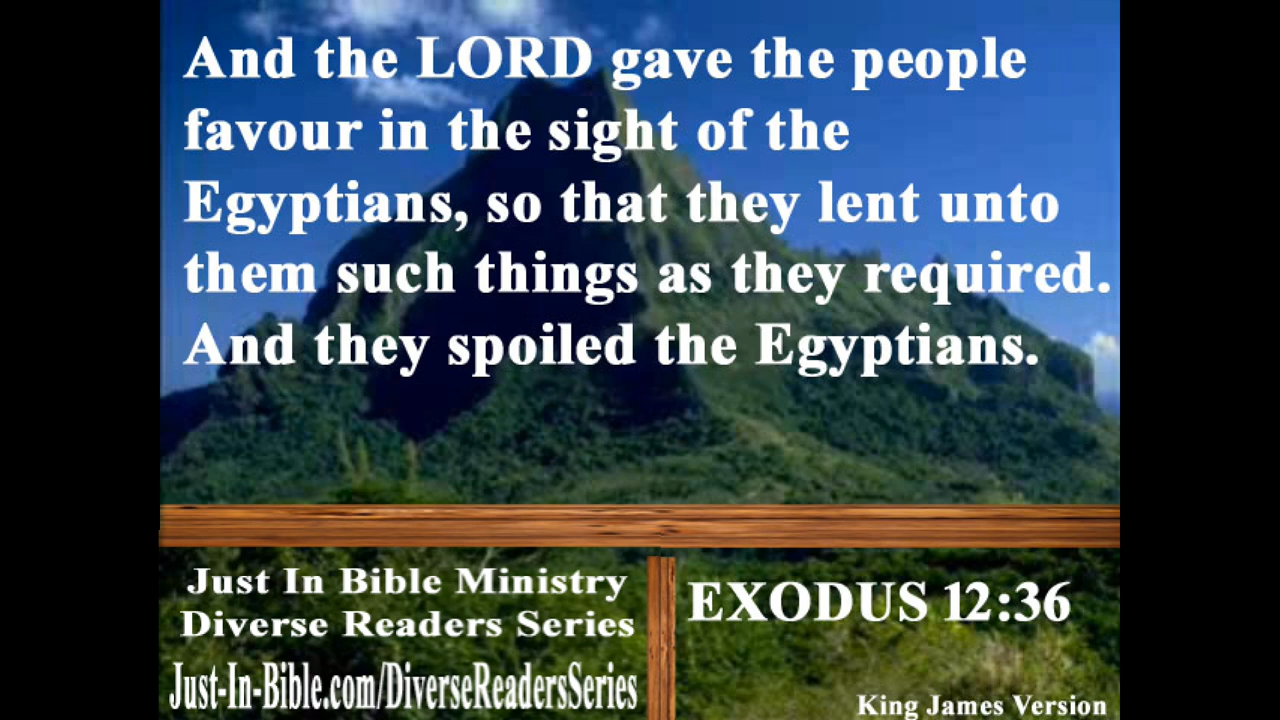 And the LORD gave the people
favour in the sight of the
Egyptians, so that they lent unto
them such things as they required.
And they spoiled the Egyptians.
Just In Bible Ministry
Diverse Readers Series
Just-In-Bible.com/DiverseReadersSeries
EXODUS 12:36
King James Version